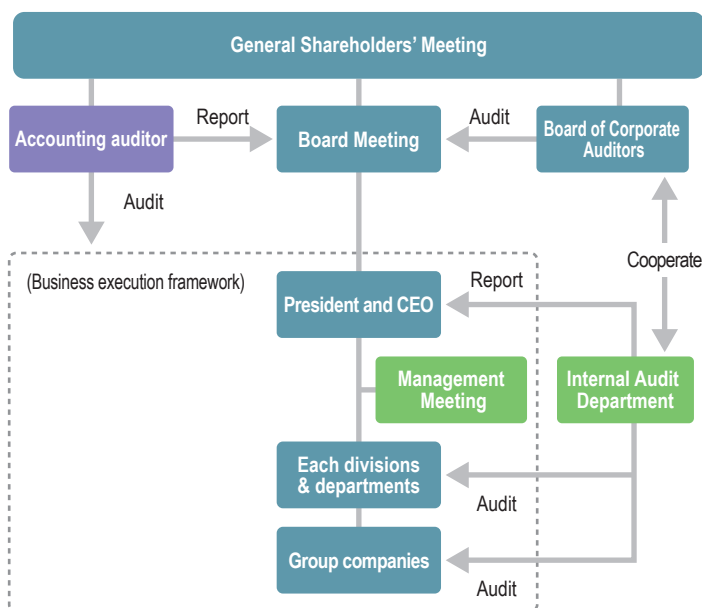 General Shareholders’ Meeting
Accounting auditor
Report
Board Meeting
Audit
Board of Corporate
Auditors
Audit
Cooperate
(Business execution framework)
President and CEO
Report
Management
Meeting
Internal Audit
Department
Each divisions
& departments
Audit
Group companies
Audit